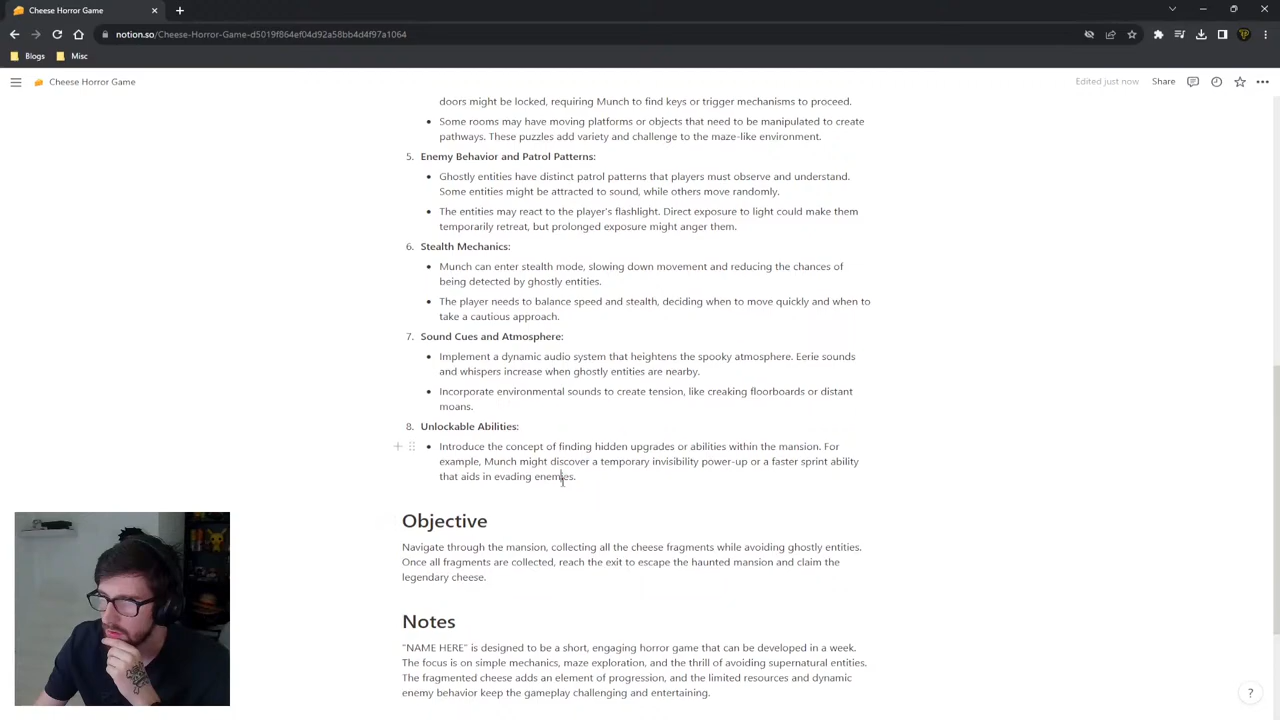 Cheese Horror Game
notion.so/Cheese-Horror-Game-d5019f864ef04d92a58bb4d4f97a1064
Blogs
Misc
Cheese Horror Game
Edited just now
Share
doors might be locked, requiring Munch to find keys or trigger mechanisms to proceed.
• Some rooms may have moving platforms or objects that need to be manipulated to create
pathways. These puzzles add variety and challenge to the maze-like environment.
5. Enemy Behavior and Patrol Patterns:
• Ghostly entities have distinct patrol patterns that players must observe and understand.
Some entities might be attracted to sound, while others move randomly.
• The entities may react to the player's flashlight. Direct exposure to light could make them
temporarily retreat, but prolonged exposure might anger them.
6. Stealth Mechanics:
• Munch can enter stealth mode, slowing down movement and reducing the chances of
being detected by ghostly entities.
• The player needs to balance speed and stealth, deciding when to move quickly and when to
take a cautious approach.
7. Sound Cues and Atmosphere:
• Implement a dynamic audio system that heightens the spooky atmosphere. Eerie sounds
and whispers increase when ghostly entities are nearby.
• Incorporate environmental sounds to create tension, like creaking floorboards or distant
moans.
8. Unlockable Abilities:
• Introduce the concept of finding hidden upgrades or abilities within the mansion. For
example, Munch might discover a temporary invisibility power-up or a faster sprint ability
that aids in evading enemies.
Objective
Navigate through the mansion, collecting all the cheese fragments while avoiding ghostly entities.
Once all fragments are collected, reach the exit to escape the haunted mansion and claim the
legendary cheese.
Notes
"NAME HERE" is designed to be a short, engaging horror game that can be developed in a week.
The focus is on simple mechanics, maze exploration, and the thrill of avoiding supernatural entities.
The fragmented cheese adds an element of progression, and the limited resources and dynamic
enemy behavior keep the gameplay challenging and entertaining.
?